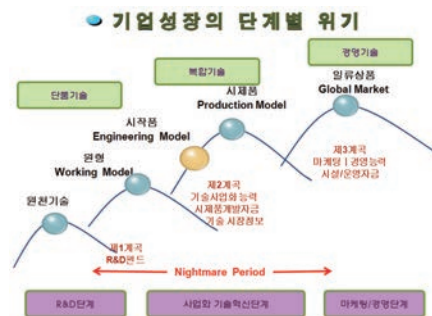 기업성장의 단계별 위기
경영기술
복합기술
단품기술
일류상품
Global Market
시제품
Production Model
시작품
Engineering Model
원형
Working Model
원천기술
제1계곡
R&D펀드
제2계곡
기술사업화 능력
시제품개발자금
기술 시장정보
제3계곡
마케팅ㅣ경영능력
시설/운영자금
Nightmare Period
R&D단계
사업화 기술혁신단계
마케팅/경영단계